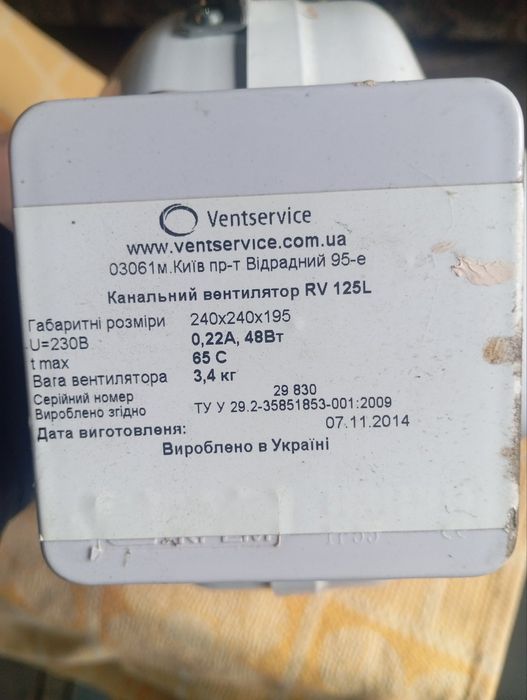 Ventservice
www.ventservice.com.ua
03061м.Київ пр-т Відрадний 95-е
Канальний вентилятор RV 125L
Габаритні розміри 240х240х195
U=230В 0,22А, 48Вт
t max 65 C
Вага вентилятора 3,4 кг
Серійний номер 29 830
Вироблено згідно ТУ У 29.2-35851853-001:2009
Дата виготовленя: 07.11.2014
Вироблено в Україні